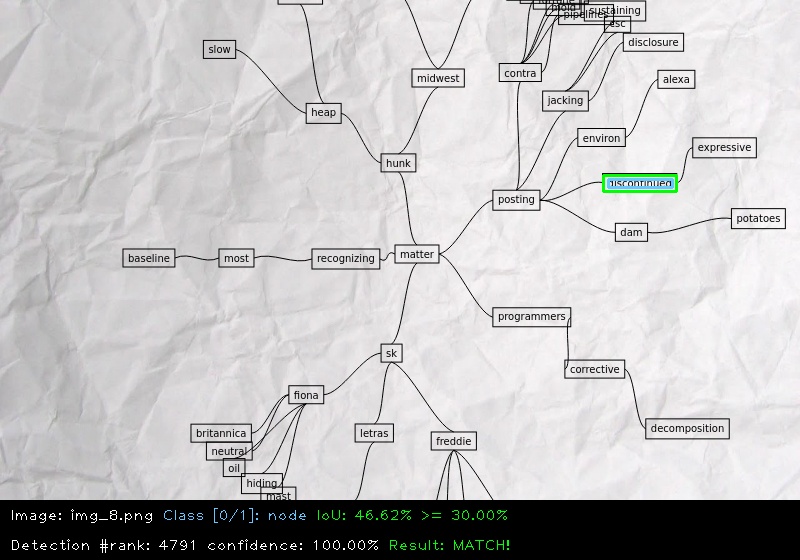 sustaining
pipelines
esc
disclosure
slow
midwest
contra
alexa
jacking
heap
environ
expressive
hunk
discontinued
posting
potatoes
dam
matter
baseline
most
recognizing
programmers
sk
corrective
fiona
britannica
letras
freddie
decomposition
neutral
oil
hiding
mast
Image: img_8.png Class [0/1]: node IoU: 46.62% >= 30.00%
Detection #rank: 4791 confidence: 100.00% Result: MATCH!